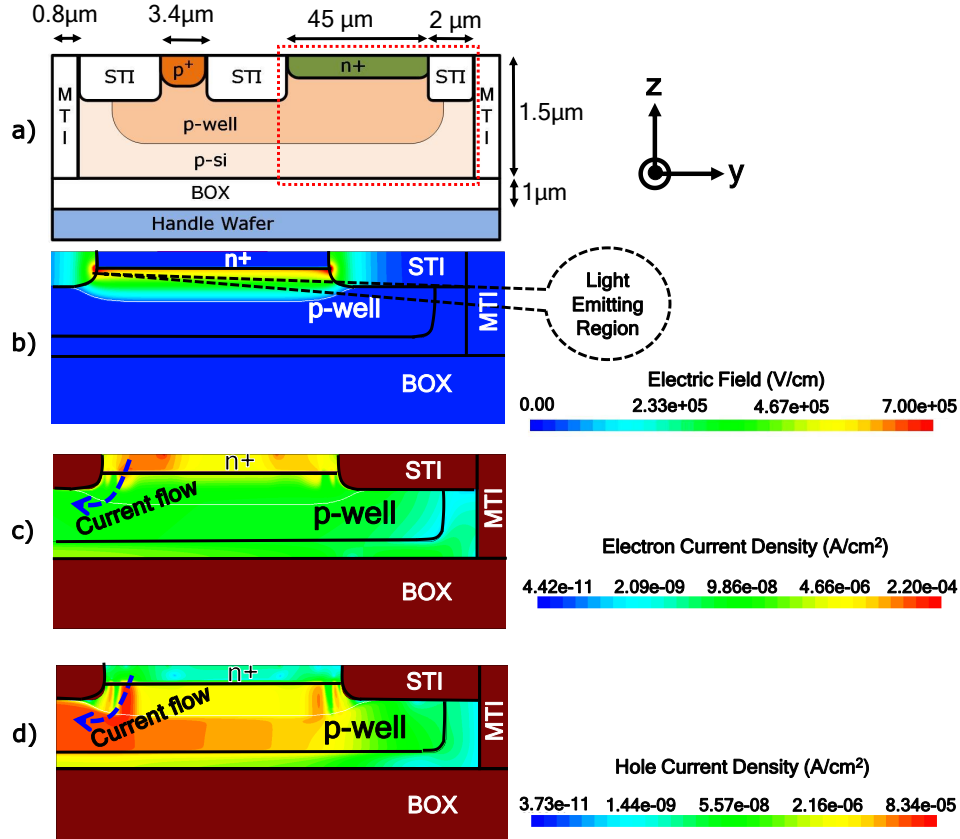 0.8µm 3.4µm 45 µm 2 µm
STI p⁺ STI n+ STI
MTI MTI
p-well
p-si
BOX
Handle Wafer
1.5µm
1µm
a)
z
y
n+ STI
p-well
MTI
BOX
b)
Light
Emitting
Region
Electric Field (V/cm)
0.00 2.33e+05 4.67e+05 7.00e+05
n+ STI
Current flow
p-well
MTI
BOX
c)
Electron Current Density (A/cm²)
4.42e-11 2.09e-09 9.86e-08 4.66e-06 2.20e-04
n+ STI
Current flow
p-well
MTI
BOX
d)
Hole Current Density (A/cm²)
3.73e-11 1.44e-09 5.57e-08 2.16e-06 8.34e-05